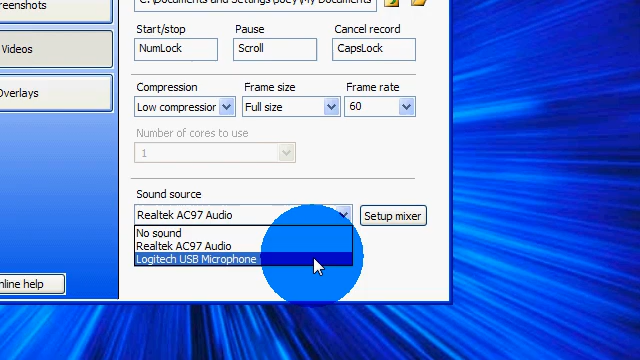 eenshots
C:\Documents and Settings\Joey\My Documents
Start/stop
Pause
Cancel record
NumLock
Scroll
CapsLock
Videos
Compression
Frame size
Frame rate
Low compression
Full size
60
Overlays
Number of cores to use
1
Sound source
Realtek AC97 Audio
Setup mixer
No sound
Realtek AC97 Audio
Logitech USB Microphone
nline help